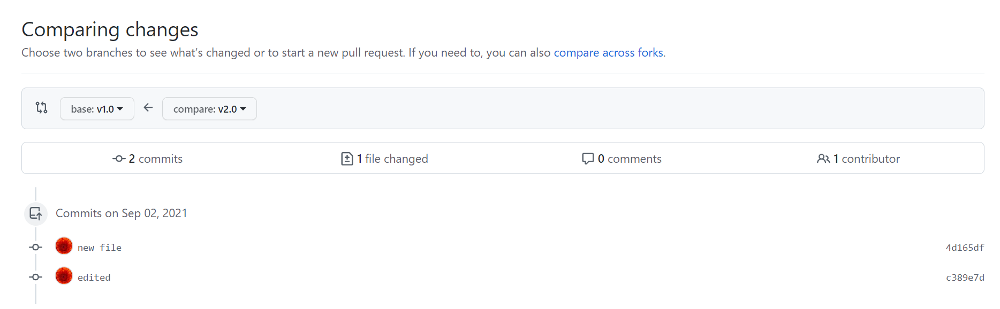 Comparing changes
Choose two branches to see what’s changed or to start a new pull request. If you need to, you can also compare across forks.
base: v1.0 compare: v2.0
2 commits 1 file changed 0 comments 1 contributor
Commits on Sep 02, 2021
new file 4d165df
edited c389e7d